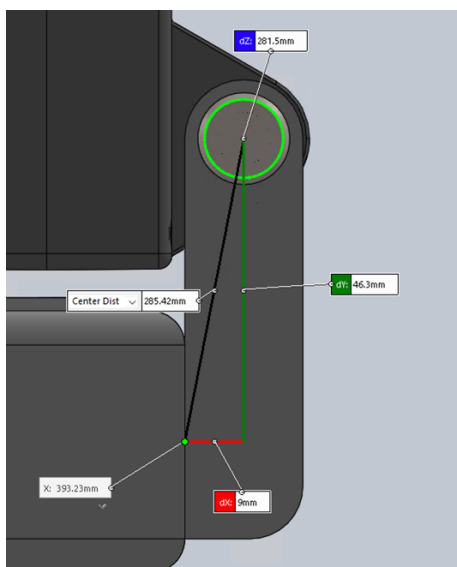 dZ: 281.5mm
dY: 46.3mm
Center Dist 285.42mm
X: 393.23mm
dX: 9mm